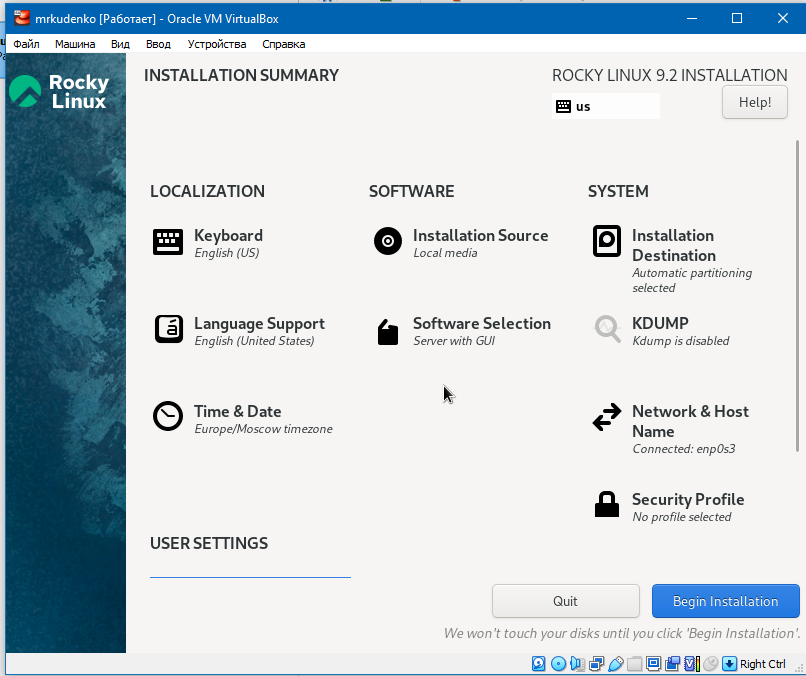 mrkudenko [Работает] - Oracle VM VirtualBox
Файл Машина Вид Ввод Устройства Справка
Rocky
Linux
INSTALLATION SUMMARY
ROCKY LINUX 9.2 INSTALLATION
us
Help!
LOCALIZATION
Keyboard
English (US)
Language Support
English (United States)
Time & Date
Europe/Moscow timezone
SOFTWARE
Installation Source
Local media
Software Selection
Server with GUI
SYSTEM
Installation
Destination
Automatic partitioning
selected
KDUMP
Kdump is disabled
Network & Host
Name
Connected: enp0s3
Security Profile
No profile selected
USER SETTINGS
Quit
Begin Installation
We won't touch your disks until you click 'Begin Installation'.
Right Ctrl